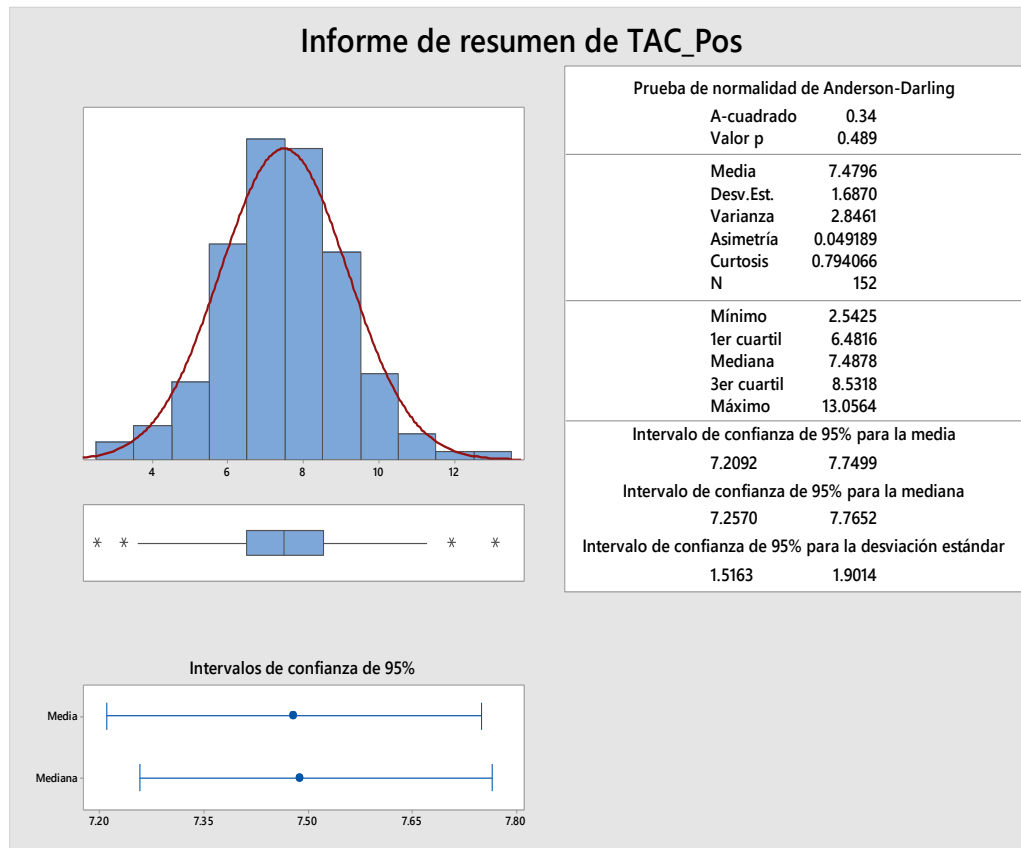 Informe de resumen de TAC_Pos
Prueba de normalidad de Anderson-Darling
A-cuadrado 0.34
Valor p 0.489
Media 7.4796
Desv.Est. 1.6870
Varianza 2.8461
Asimetría 0.049189
Curtosis 0.794066
N 152
Mínimo 2.5425
1er cuartil 6.4816
Mediana 7.4878
3er cuartil 8.5318
Máximo 13.0564
Intervalo de confianza de 95% para la media
7.2092 7.7499
Intervalo de confianza de 95% para la mediana
7.2570 7.7652
Intervalo de confianza de 95% para la desviación estándar
1.5163 1.9014
4 6 8 10 12
Intervalos de confianza de 95%
Media
Mediana
7.20 7.35 7.50 7.65 7.80